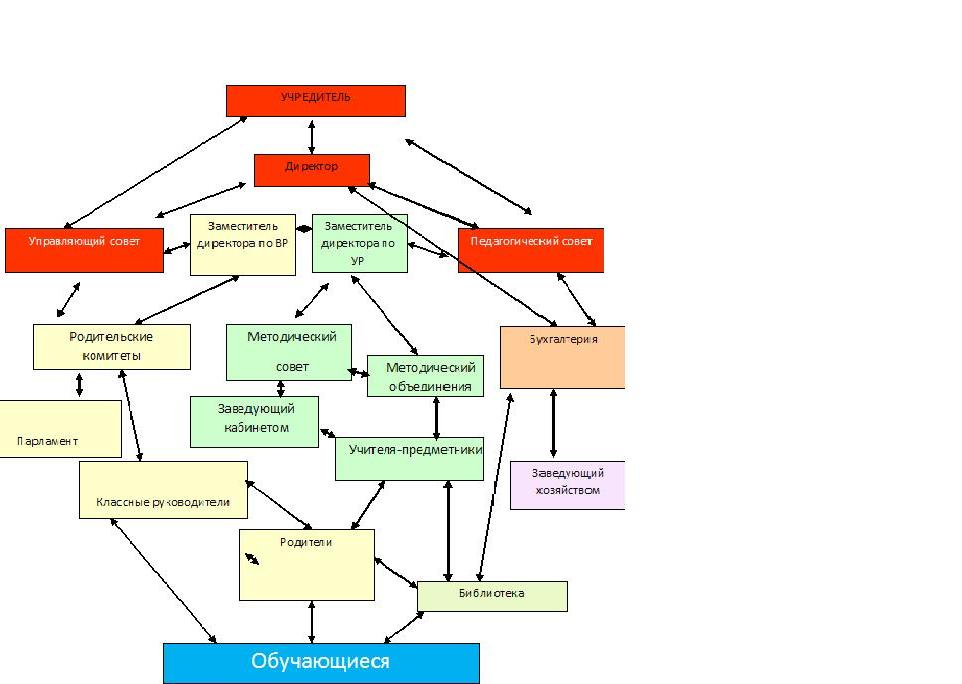 УЧРЕДИТЕЛЬ
Директор
Управляющий совет
Заместитель
директора по ВР
Заместитель
директора по
УР
Педагогический совет
Родительские
комитеты
Методический
совет
Методический
объединения
Бухгалтерия
Парламент
Заведующий
кабинетом
Учителя-предметники
Классные руководители
Заведующий
хозяйством
Родители
Библиотека
Обучающиеся